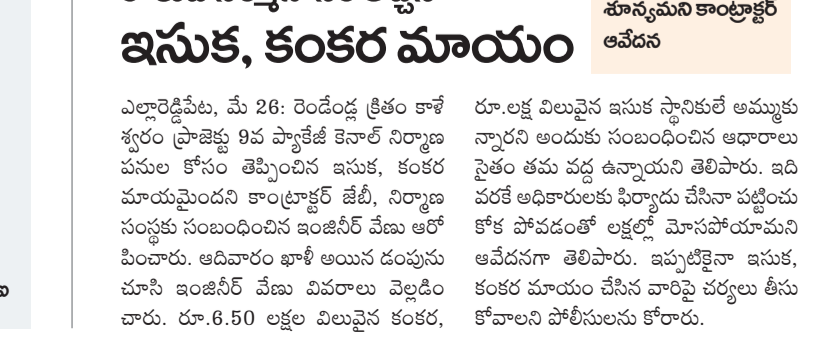 శూన్యమని కాంట్రాక్టర్
ఆవేదన
ఇసుక, కంకర మాయం
ఎల్లారెడ్డిపేట, మే 26: రెండేండ్ల క్రితం కాళే
శ్వరం ప్రాజెక్టు 9వ ప్యాకేజీ కెనాల్ నిర్మాణ
పనుల కోసం తెప్పించిన ఇసుక, కంకర
మాయమైందని కాంట్రాక్టర్ జేబీ, నిర్మాణ
సంస్థకు సంబంధించిన ఇంజినీర్ వేణు ఆరో
పించారు. ఆదివారం ఖాళీ అయిన డంపును
చూసి ఇంజినీర్ వేణు వివరాలు వెల్లడిం
చారు. రూ.6.50 లక్షల విలువైన కంకర,
రూ.లక్ష విలువైన ఇసుక స్థానికులే అమ్ముకు
న్నారని అందుకు సంబంధించిన ఆధారాలు
సైతం తమ వద్ద ఉన్నాయని తెలిపారు. ఇది
వరకే అధికారులకు ఫిర్యాదు చేసినా పట్టించు
కోక పోవడంతో లక్షల్లో మోసపోయామని
ఆవేదనగా తెలిపారు. ఇప్పటికైనా ఇసుక,
కంకర మాయం చేసిన వారిపై చర్యలు తీసు
కోవాలని పోలీసులను కోరారు.